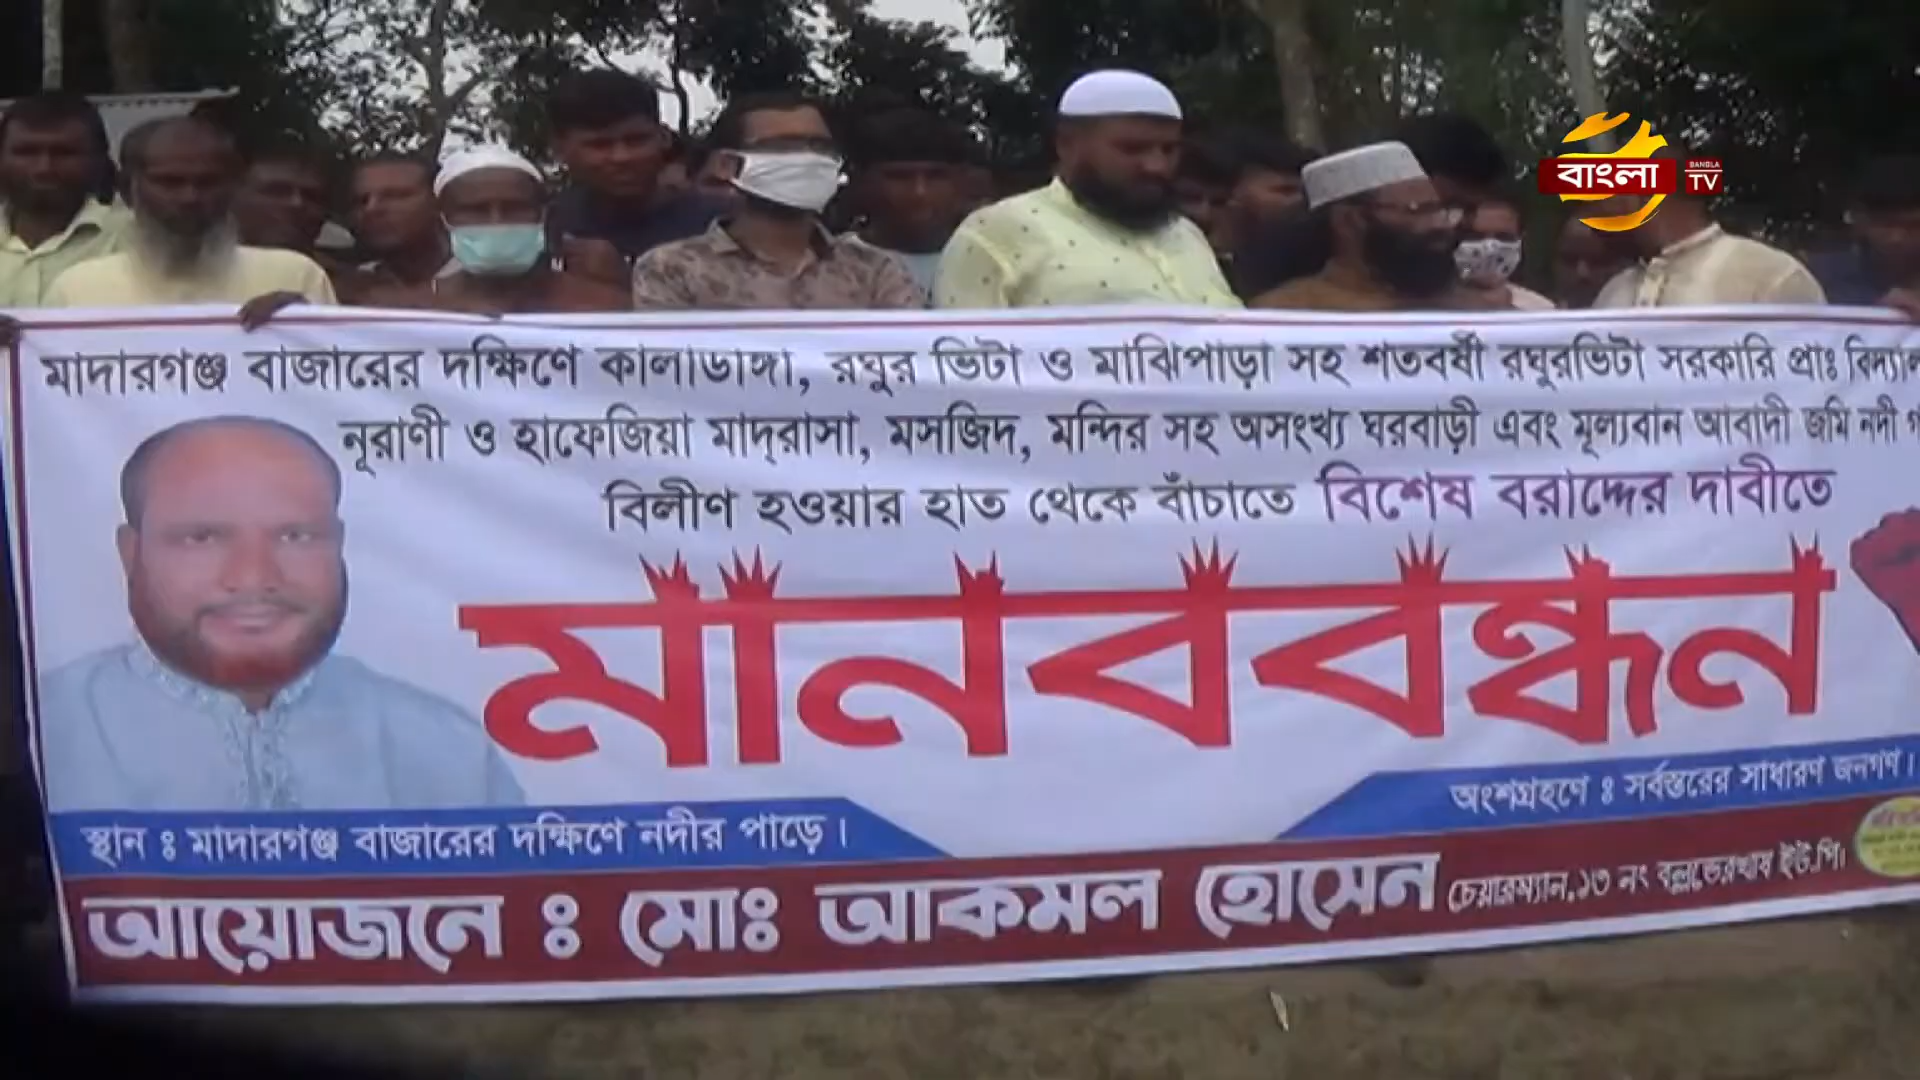 বাংলা
BANGLA
TV
মাদারগঞ্জ বাজারের দক্ষিণে কালাডাঙ্গা, রঘুর ভিটা ও মাঝিপাড়া সহ শতবর্ষী রঘুরভিটা সরকারি প্রাঃ
নূরাণী ও হাফেজিয়া মাদ্রাসা, মসজিদ, মন্দির সহ অসংখ্য ঘরবাড়ী এবং মূল্যবান আবাদী জমি নদী
বিলীণ হওয়ার হাত থেকে বাঁচাতে বিশেষ বরাদ্দের দাবীতে
মানববন্ধন
অংশগ্রহণে ঃ সর্বস্তরের সাধারণ জনগণ।
স্থান ঃ মাদারগঞ্জ বাজারের দক্ষিণে নদীর পাড়ে।
আয়োজনে ঃ মোঃ আকমল হোসেন চেয়ারম্যান,১৩ নং বল্লভেরখাষ ইউ.পি।